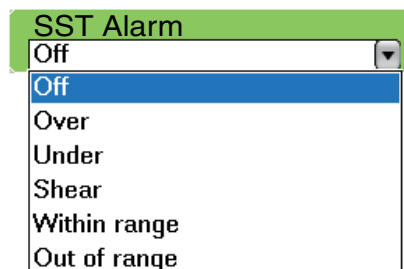 SST Alarm
Off
Off
Over
Under
Shear
Within range
Out of range